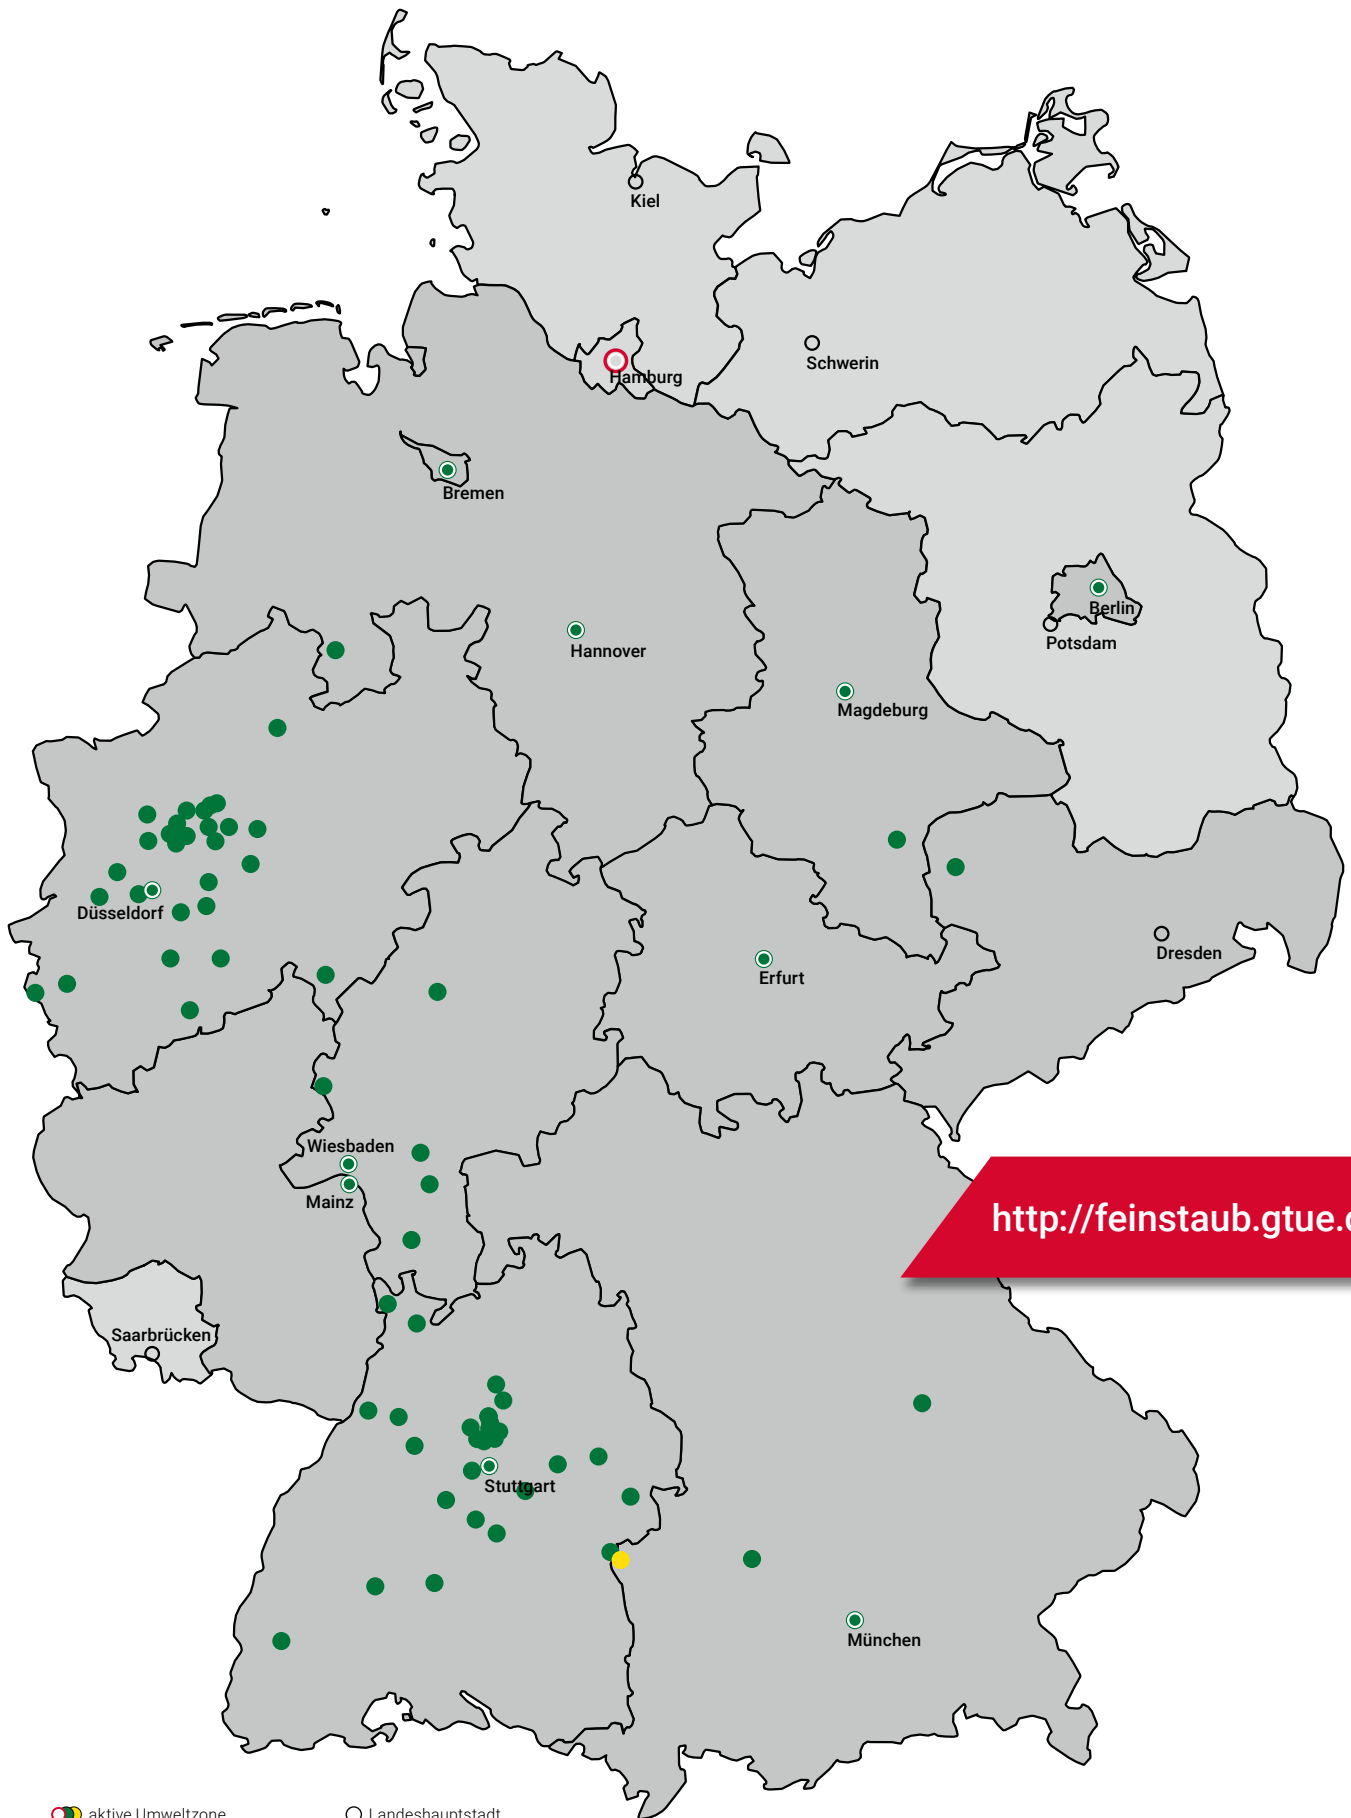 Kiel
Schwerin
Hamburg
Bremen
Berlin
Potsdam
Hannover
Magdeburg
Düsseldorf
Dresden
Erfurt
Wiesbaden
Mainz
http://feinstaub.gtue.
Saarbrücken
Stuttgart
München
aktive Umweltzone
Landeshauptstadt